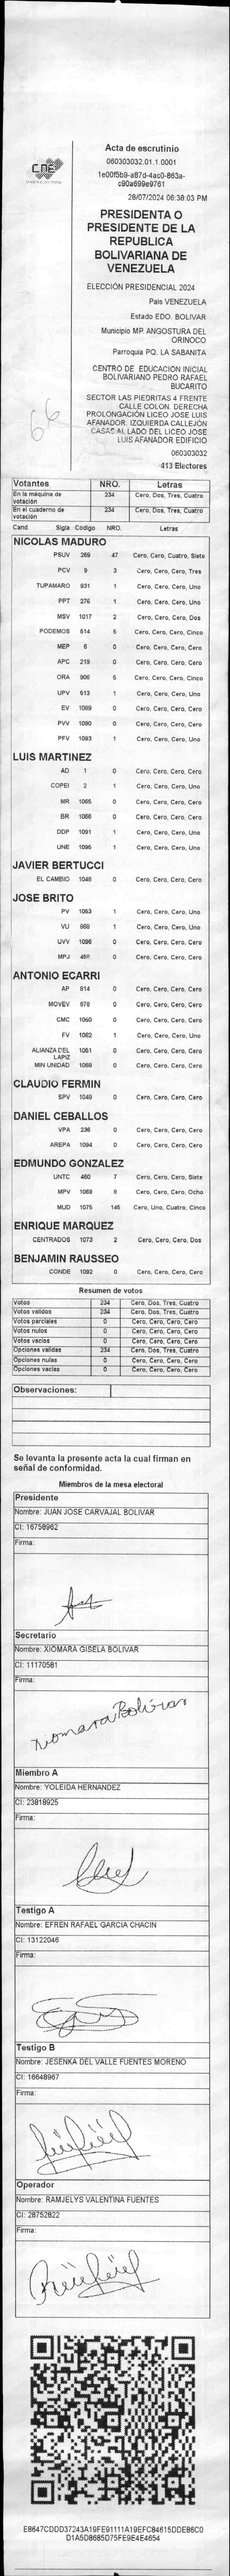 CNE
Acta de escrutinio
060303032.01.1.0001
1e00f5b9-a87d-4ac0-863a-
c90a699e9761
28/07/2024 06:38:03 PM
PRESIDENTA O
PRESIDENTE DE LA
REPUBLICA
BOLIVARIANA DE
VENEZUELA
ELECCIÓN PRESIDENCIAL 2024
Pais VENEZUELA
Estado EDO. BOLIVAR
Municipio MP. ANGOSTURA DEL
ORINOCO
Parroquia PQ. LA SABANITA
CENTRO DE EDUCACION INICIAL
BOLIVARIANO PEDRO RAFAEL
BUCARITO
SECTOR LAS PIEDRITAS 4 FRENTE
CALLE COLON. DERECHA
PROLONGACIÓN LICEO JOSE LUIS
AFANADOR. IZQUIERDA CALLEJÓN
CASAS AL LADO DEL LICEO JOSE
LUIS AFANADOR EDIFICIO
66
060303032
413 Electores
Votantes NRO. Letras
En la máquina de votación 234 Cero, Dos, Tres, Cuatro
En el cuaderno de votación 234 Cero, Dos, Tres, Cuatro
Cand. Sigla Código NRO. Letras
NICOLAS MADURO
PSUV 269 47 Cero, Cero, Cuatro, Siete
PCV 9 3 Cero, Cero, Cero, Tres
TUPAMARO 931 1 Cero, Cero, Cero, Uno
PPT 276 1 Cero, Cero, Cero, Uno
MSV 1017 2 Cero, Cero, Cero, Dos
PODEMOS 514 5 Cero, Cero, Cero, Cinco
MEP 6 0 Cero, Cero, Cero, Cero
APC 219 0 Cero, Cero, Cero, Cero
ORA 906 5 Cero, Cero, Cero, Cinco
UPV 513 1 Cero, Cero, Cero, Uno
EV 1089 0 Cero, Cero, Cero, Cero
PVV 1090 0 Cero, Cero, Cero, Cero
PFV 1093 1 Cero, Cero, Cero, Uno
LUIS MARTINEZ
AD 1 0 Cero, Cero, Cero, Cero
COPEI 2 1 Cero, Cero, Cero, Uno
MR 1065 0 Cero, Cero, Cero, Cero
BR 1066 0 Cero, Cero, Cero, Cero
DDP 1091 1 Cero, Cero, Cero, Uno
UNE 1095 1 Cero, Cero, Cero, Uno
JAVIER BERTUCCI
EL CAMBIO 1048 0 Cero, Cero, Cero, Cero
JOSE BRITO
PV 1053 1 Cero, Cero, Cero, Uno
VU 868 1 Cero, Cero, Cero, Uno
UVV 1096 0 Cero, Cero, Cero, Cero
MPJ 458 0 Cero, Cero, Cero, Cero
ANTONIO ECARRI
AP 814 0 Cero, Cero, Cero, Cero
MOVEV 978 0 Cero, Cero, Cero, Cero
CMC 1060 0 Cero, Cero, Cero, Cero
FV 1062 1 Cero, Cero, Cero, Uno
ALIANZA DEL LAPIZ 1051 0 Cero, Cero, Cero, Cero
MIN UNIDAD 1068 0 Cero, Cero, Cero, Cero
CLAUDIO FERMIN
SPV 1049 0 Cero, Cero, Cero, Cero
DANIEL CEBALLOS
VPA 236 0 Cero, Cero, Cero, Cero
AREPA 1094 0 Cero, Cero, Cero, Cero
EDMUNDO GONZALEZ
UNTC 460 7 Cero, Cero, Cero, Siete
MPV 1069 8 Cero, Cero, Cero, Ocho
MUD 1075 145 Cero, Uno, Cuatro, Cinco
ENRIQUE MARQUEZ
CENTRADOS 1073 2 Cero, Cero, Cero, Dos
BENJAMIN RAUSSEO
CONDE 1092 0 Cero, Cero, Cero, Cero
Resumen de votos
Votos 234 Cero, Dos, Tres, Cuatro
Votos validos 234 Cero, Dos, Tres, Cuatro
Votos parciales 0 Cero, Cero, Cero, Cero
Votos nulos 0 Cero, Cero, Cero, Cero
Votos vacios 0 Cero, Cero, Cero, Cero
Opciones validas 234 Cero, Dos, Tres, Cuatro
Opciones nulas 0 Cero, Cero, Cero, Cero
Opciones vacias 0 Cero, Cero, Cero, Cero
Observaciones:
Se levanta la presente acta la cual firman en
señal de conformidad.
Miembros de la mesa electoral
Presidente
Nombre: JUAN JOSE CARVAJAL BOLIVAR
CI: 16758962
Firma:
Secretario
Nombre: XIOMARA GISELA BOLIVAR
CI: 11170581
Firma:
Xiomara Bolívar
Miembro A
Nombre: YOLEIDA HERNANDEZ
CI: 23818925
Firma:
Testigo A
Nombre: EFREN RAFAEL GARCIA CHACIN
CI: 13122046
Firma:
Testigo B
Nombre: JESENKA DEL VALLE FUENTES MORENO
CI: 16648967
Firma:
Operador
Nombre: RAMJELYS VALENTINA FUENTES
CI: 28752822
Firma:
E8647CDDD37243A19FE91111A19EFC84615DDE86C0
D1A5D8685D75FE9E4E4654